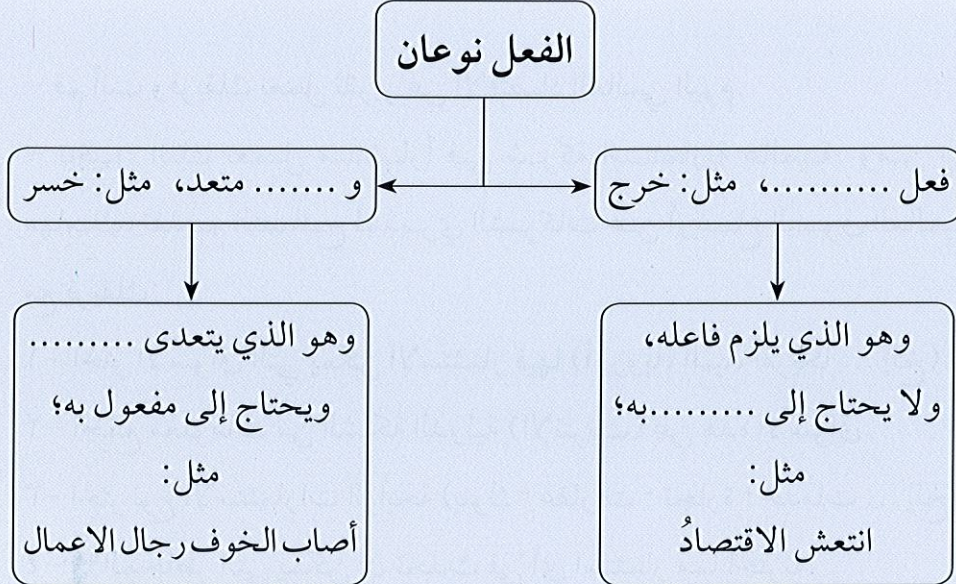 الفعل نوعان
فعل ..........، مثل: خرج
و ....... متعد، مثل: خسر
وهو الذي يلزم فاعله،
ولا يحتاج إلى .........به؛
مثل:
انتعش الاقتصادُ
وهو الذي يتعدى .........
ويحتاج إلى مفعول به؛
مثل:
أصاب الخوف رجال الاعمال